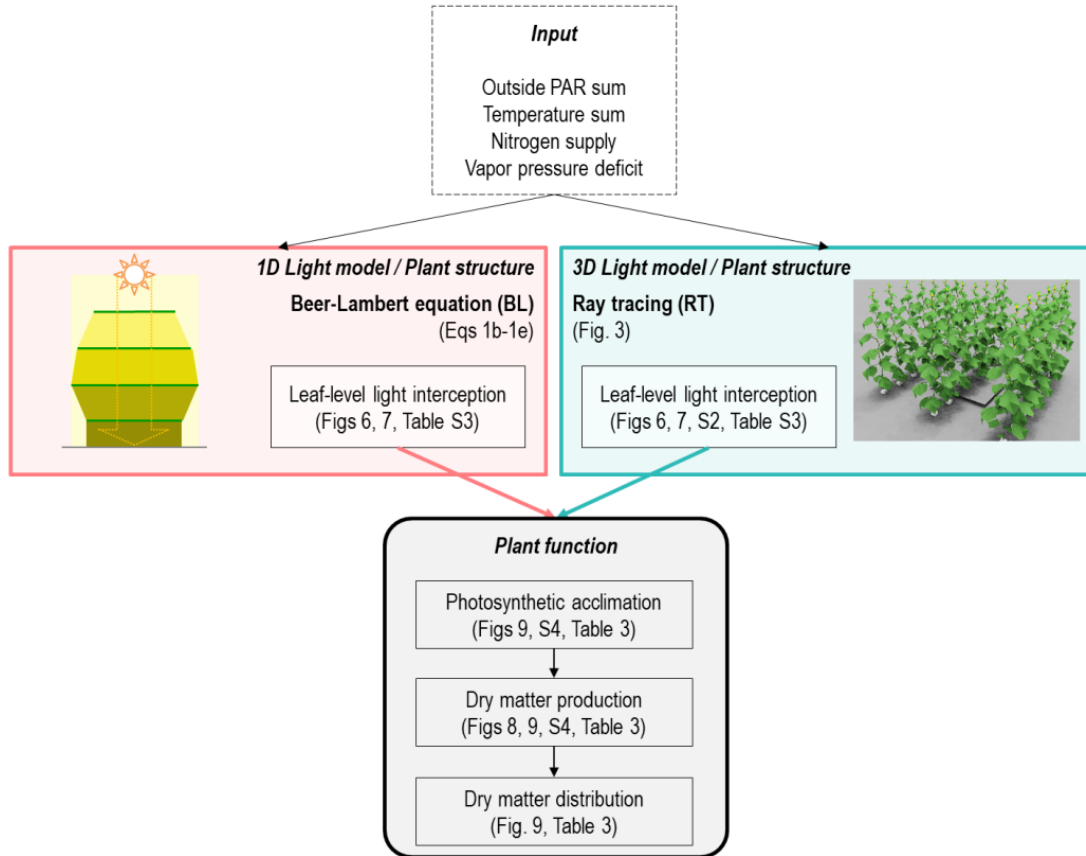 Input
Outside PAR sum
Temperature sum
Nitrogen supply
Vapor pressure deficit
1D Light model / Plant structure
Beer-Lambert equation (BL)
(Eqs 1b-1e)
Leaf-level light interception
(Figs 6, 7, Table S3)
3D Light model / Plant structure
Ray tracing (RT)
(Fig. 3)
Leaf-level light interception
(Figs 6, 7, S2, Table S3)
Plant function
Photosynthetic acclimation
(Figs 9, S4, Table 3)
Dry matter production
(Figs 8, 9, S4, Table 3)
Dry matter distribution
(Fig. 9, Table 3)